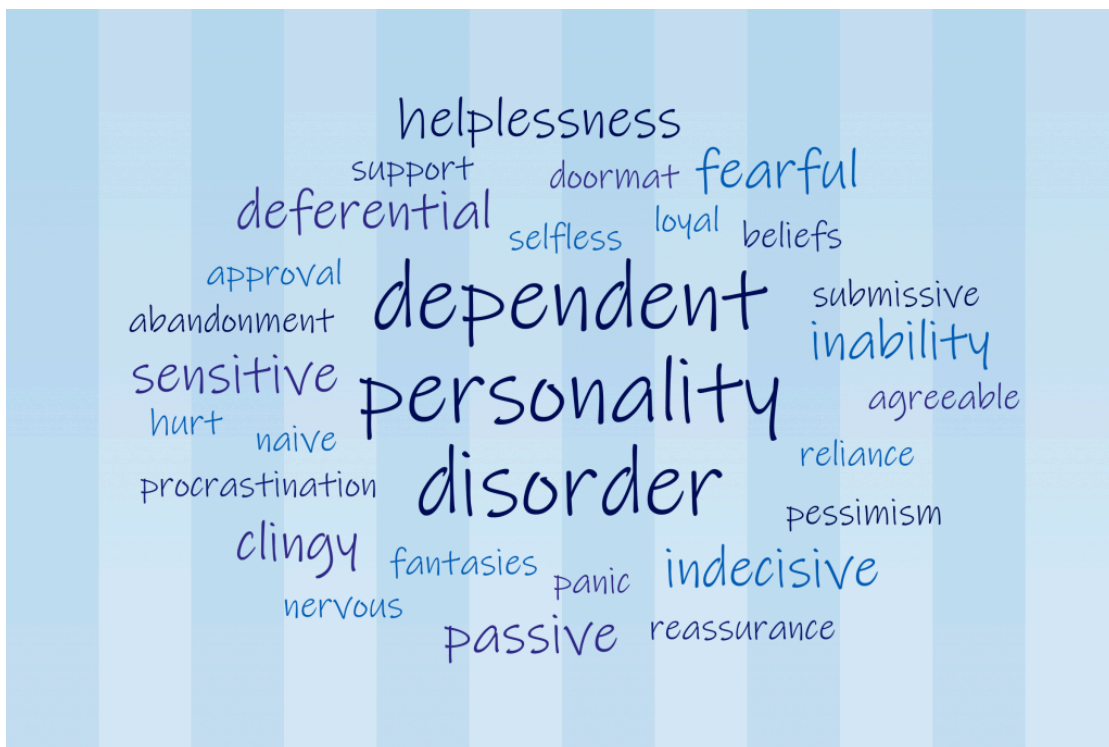 helplessness
support doormat fearful
deferential selfless loyal beliefs
approval dependent submissive
abandonment inability
sensitive personality agreeable
hurt naive reliance
procrastination disorder pessimism
clingy fantasies panic indecisive
nervous passive reassurance